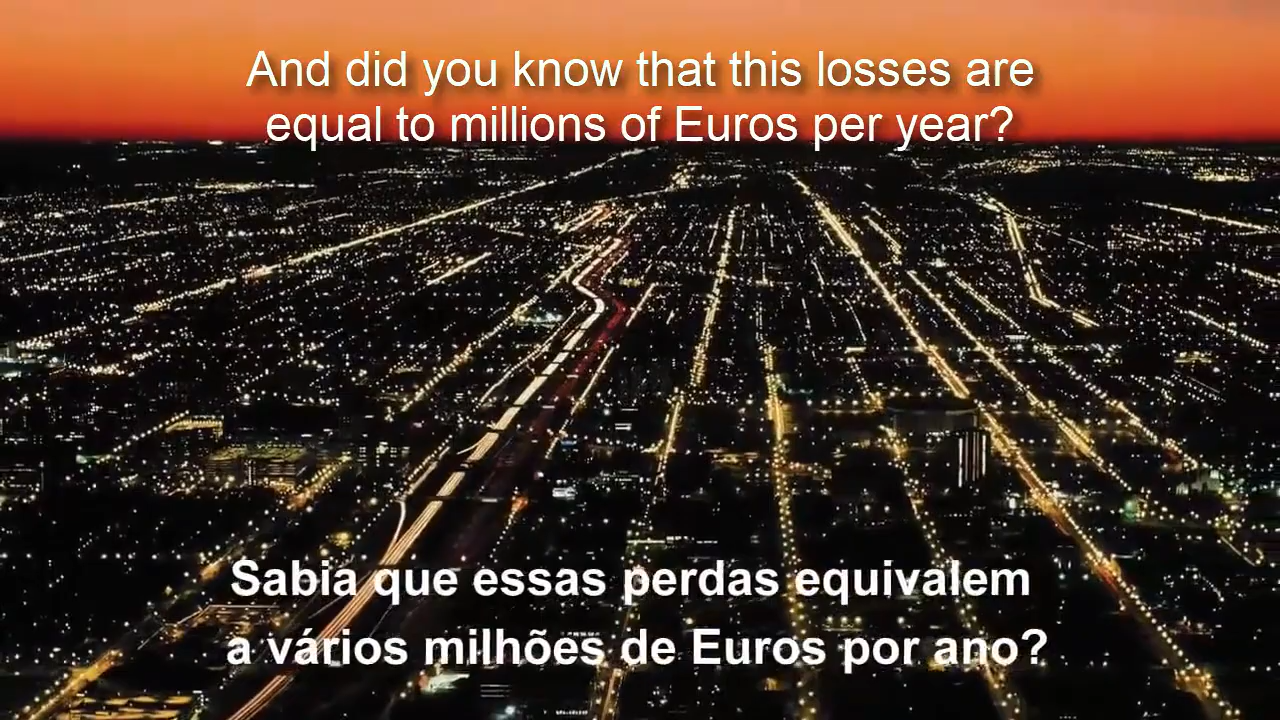 And did you know that this losses are
equal to millions of Euros per year?
Sabia que essas perdas equivalem
a vários milhões de Euros por ano?